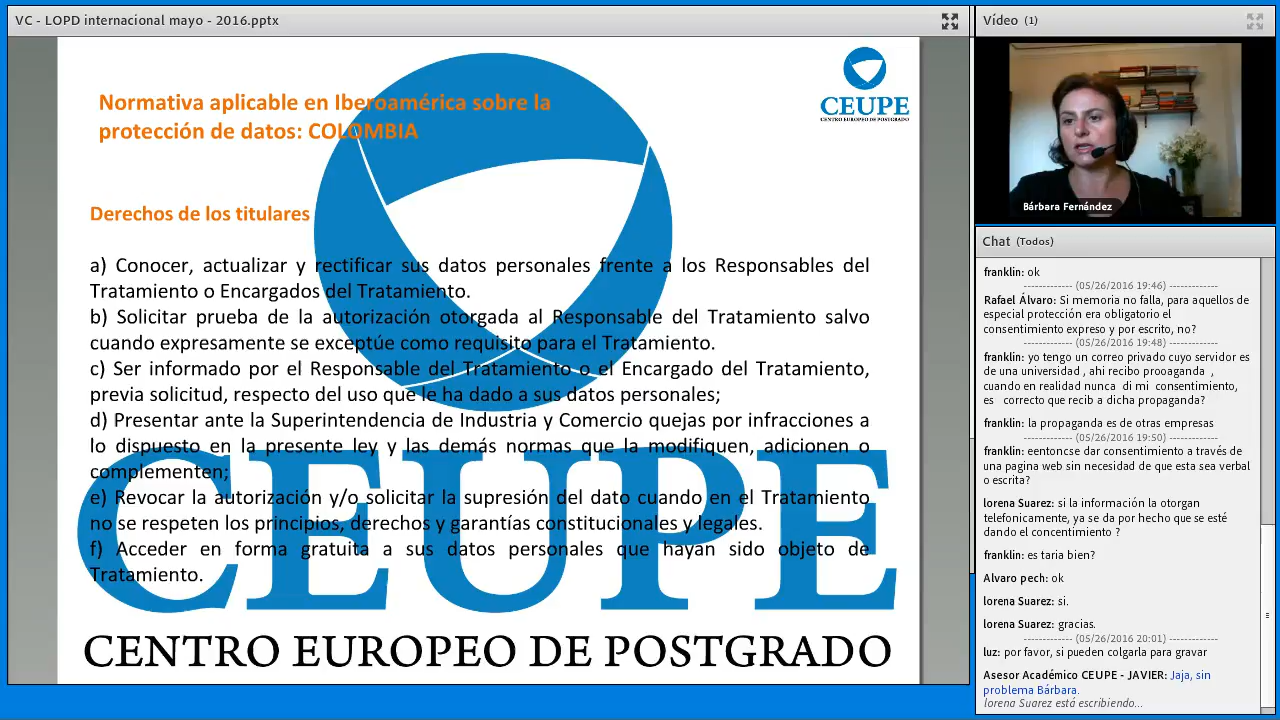 VC - LOPD internacional mayo - 2016.pptx
Normativa aplicable en Iberoamérica sobre la
protección de datos: COLOMBIA
CEUPE
CENTRO EUROPEO DE POSTGRADO
Derechos de los titulares
a) Conocer, actualizar y rectificar sus datos personales frente a los Responsables del
Tratamiento o Encargados del Tratamiento.
b) Solicitar prueba de la autorización otorgada al Responsable del Tratamiento salvo
cuando expresamente se exceptúe como requisito para el Tratamiento.
c) Ser informado por el Responsable del Tratamiento o el Encargado del Tratamiento,
previa solicitud, respecto del uso que le ha dado a sus datos personales;
d) Presentar ante la Superintendencia de Industria y Comercio quejas por infracciones a
lo dispuesto en la presente ley y las demás normas que la modifiquen, adicionen o
complementen;
e) Revocar la autorización y/o solicitar la supresión del dato cuando en el Tratamiento
no se respeten los principios, derechos y garantías constitucionales y legales.
f) Acceder en forma gratuita a sus datos personales que hayan sido objeto de
Tratamiento.
CEUPE
CENTRO EUROPEO DE POSTGRADO
Vídeo (1)
Bárbara Fernández
Chat (Todos)
franklin: ok
------------ (05/26/2016 19:46) -------------
Rafael Álvaro: Si memoria no falla, para aquellos de
especial protección era obligatorio el
consentimiento expreso y por escrito, no?
------------ (05/26/2016 19:48) -------------
franklin: yo tengo un correo privado cuyo servidor es
de una universidad , ahi recibo prooaganda ,
cuando en realidad nunca di mi consentimiento,
es correcto que recib a dicha propaganda?
franklin: la propaganda es de otras empresas
------------ (05/26/2016 19:50) -------------
franklin: eentoncse dar consentimiento a través de
una pagina web sin necesidad de que esta sea verbal
o escrita?
lorena Suarez: si la información la otorgan
telefonicamente, ya se da por hecho que se esté
dando el concentimiento ?
franklin: es taria bien?
Alvaro pech: ok
lorena Suarez: si.
lorena Suarez: gracias.
------------ (05/26/2016 20:01) -------------
luz: por favor, si pueden colgarla para gravar
Asesor Académico CEUPE - JAVIER: Jaja, sin
problema Bárbara.
lorena Suarez está escribiendo...